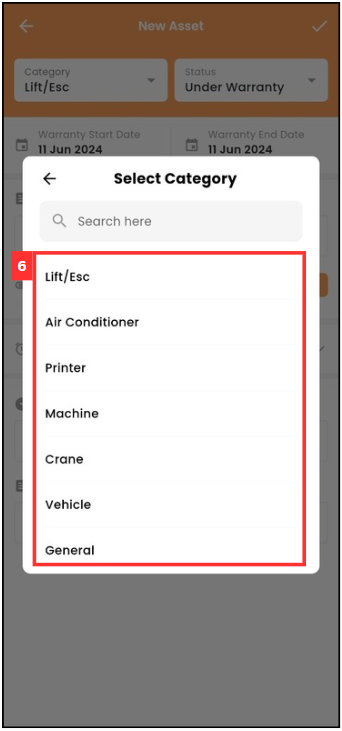 New Asset
Category
Lift/Esc
Status
Under Warranty
Warranty Start Date
11 Jun 2024
Warranty End Date
11 Jun 2024
Select Category
Search here
6
Lift/Esc
Air Conditioner
Printer
Machine
Crane
Vehicle
General